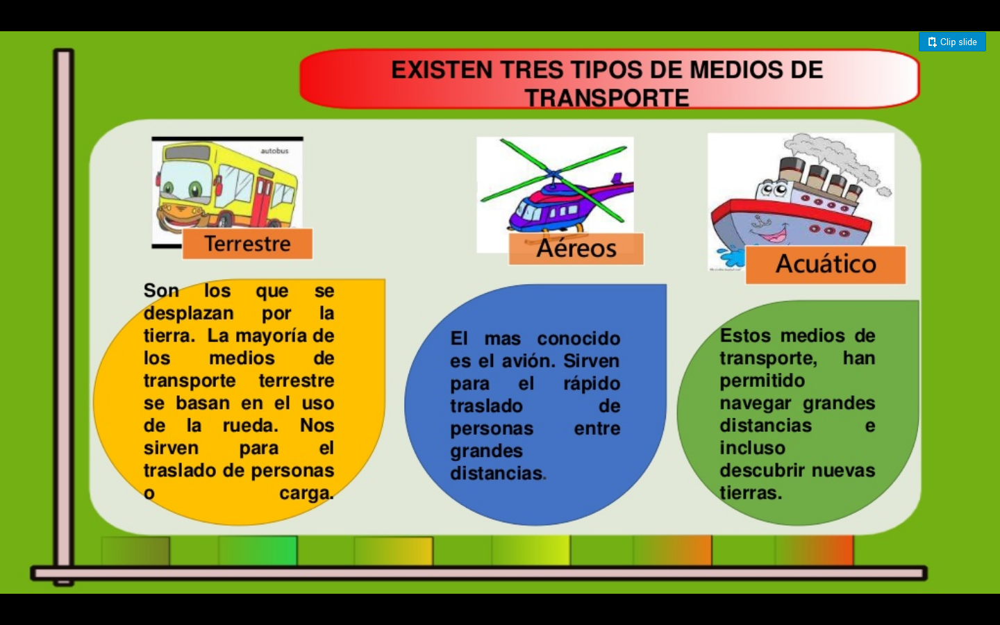 Clip slide
EXISTEN TRES TIPOS DE MEDIOS DE
TRANSPORTE
autobus
Terrestre
Aéreos
Acuático
Son los que se
desplazan por la
tierra. La mayoría de
los medios de
transporte terrestre
se basan en el uso
de la rueda. Nos
sirven para el
traslado de personas
o carga.
El mas conocido
es el avión. Sirven
para el rápido
traslado de
personas entre
grandes
distancias.
Estos medios de
transporte, han
permitido
navegar grandes
distancias e
incluso
descubrir nuevas
tierras.